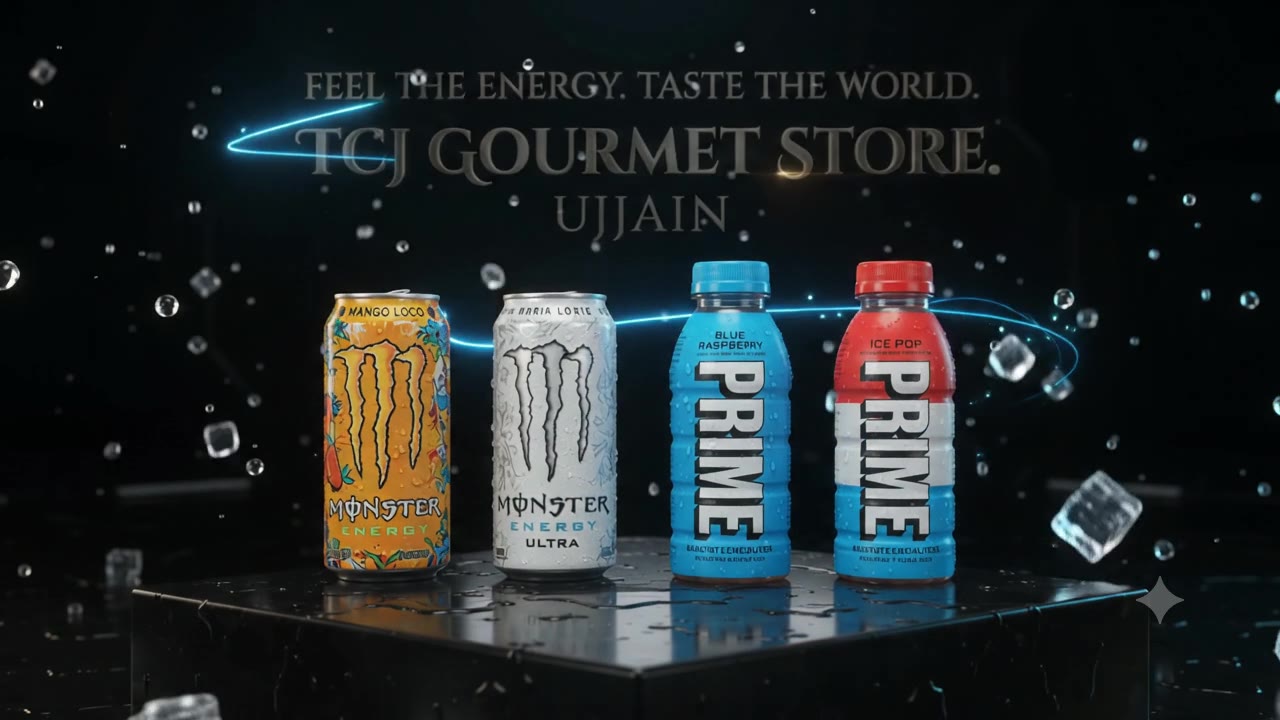 FEEL THE ENERGY. TASTE THE WORLD.
TCJ GOURMET STORE.
UJJAIN
MANGO LOCO
MONSTER
ENERGY
MONSTER
ENERGY
ULTRA
BLUE
RASPBERRY
PRIME
ICE POP
PRIME